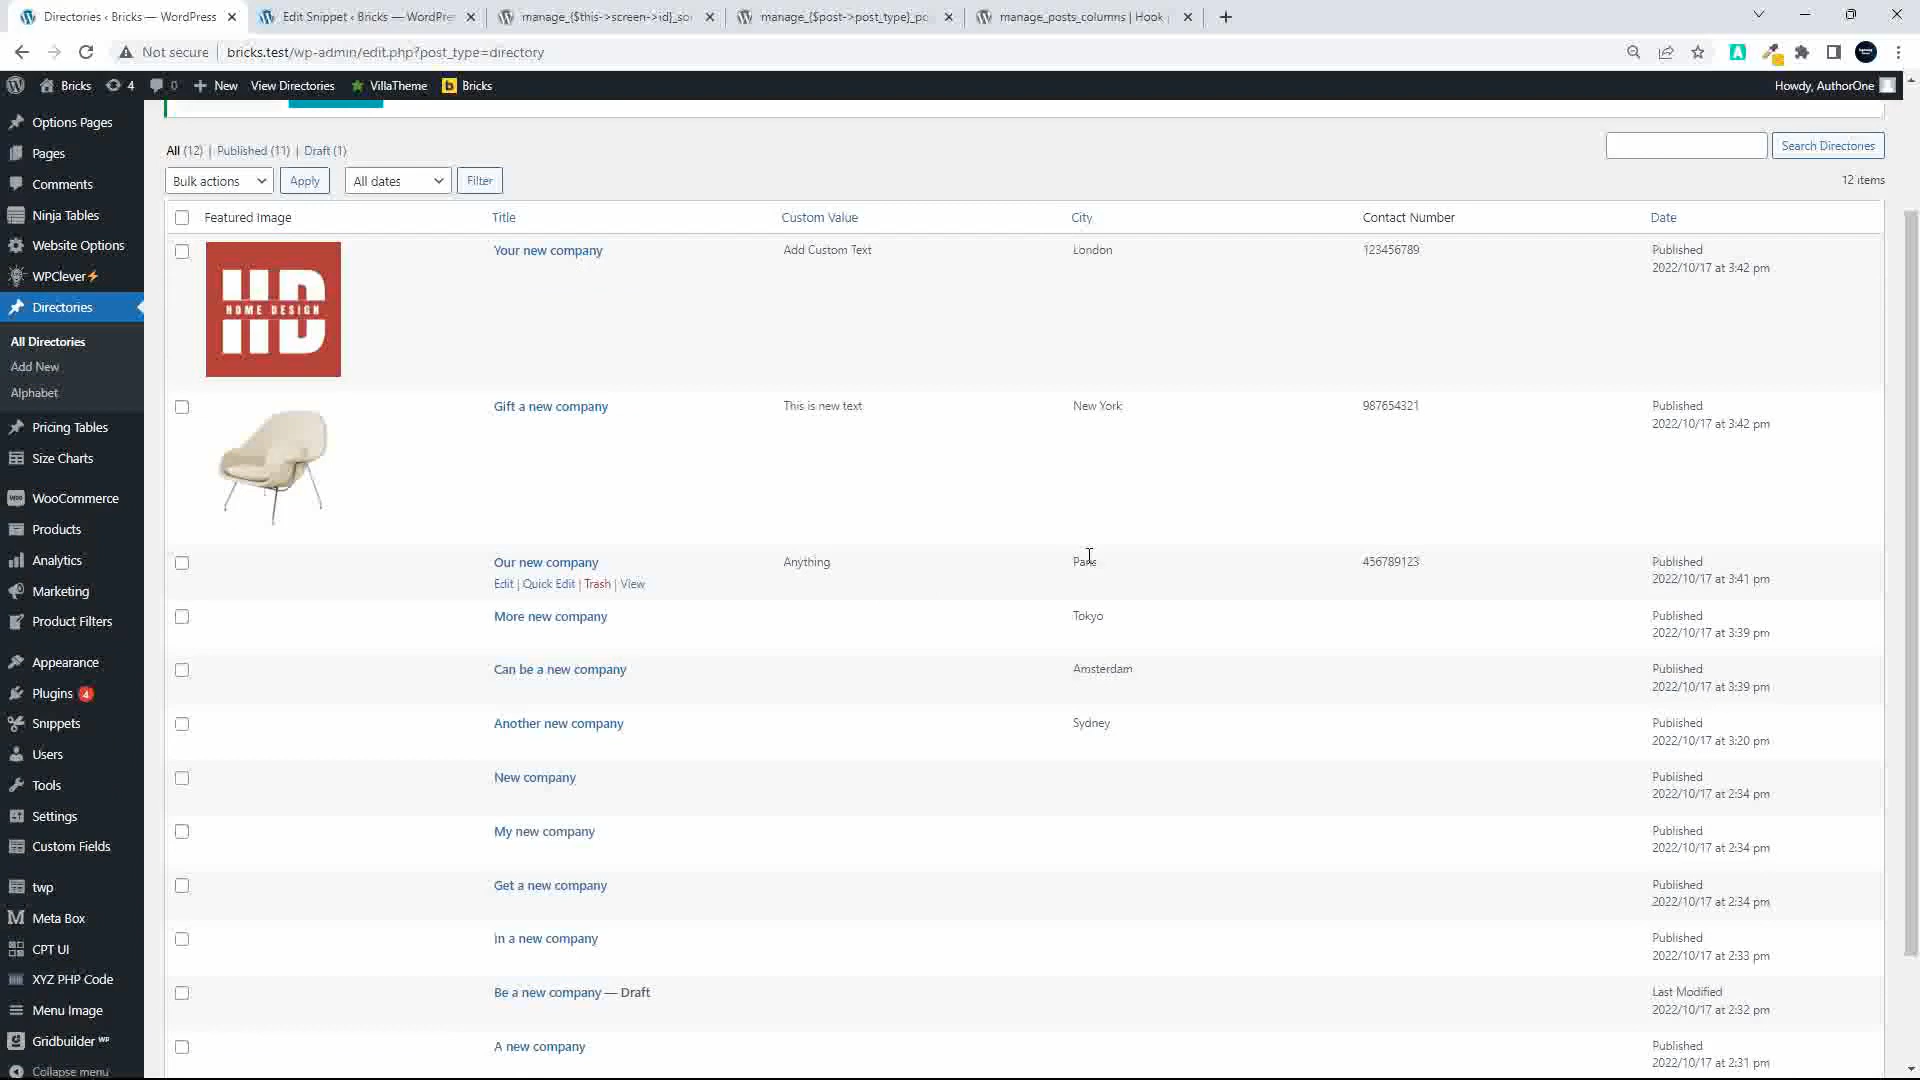 Directories ‹ Bricks — WordPress
Edit Snippet ‹ Bricks — WordPre
manage_{$this->screen->id}_so
manage_{$post->post_type}_po
manage_posts_columns | Hook
Not secure
bricks.test/wp-admin/edit.php?post_type=directory
Bricks
4
0
New
View Directories
VillaTheme
Bricks
Howdy, AuthorOne
Options Pages
Pages
Comments
Ninja Tables
Website Options
WPClever⚡
Directories
All Directories
Add New
Alphabet
Pricing Tables
Size Charts
WooCommerce
Products
Analytics
Marketing
Product Filters
Appearance
Plugins 4
Snippets
Users
Tools
Settings
Custom Fields
twp
Meta Box
CPT UI
XYZ PHP Code
Menu Image
Gridbuilder ᵂᴾ
Collapse menu
All (12) | Published (11) | Draft (1)
Search Directories
Bulk actions
Apply
All dates
Filter
12 items
Featured Image
Title
Custom Value
City
Contact Number
Date
HD
HOME DESIGN
Your new company
Add Custom Text
London
123456789
Published
2022/10/17 at 3:42 pm
Gift a new company
This is new text
New York
987654321
Published
2022/10/17 at 3:42 pm
Our new company
Edit | Quick Edit | Trash | View
Anything
Paris
456789123
Published
2022/10/17 at 3:41 pm
More new company
Tokyo
Published
2022/10/17 at 3:39 pm
Can be a new company
Amsterdam
Published
2022/10/17 at 3:39 pm
Another new company
Sydney
Published
2022/10/17 at 3:20 pm
New company
Published
2022/10/17 at 2:34 pm
My new company
Published
2022/10/17 at 2:34 pm
Get a new company
Published
2022/10/17 at 2:34 pm
In a new company
Published
2022/10/17 at 2:33 pm
Be a new company — Draft
Last Modified
2022/10/17 at 2:32 pm
A new company
Published
2022/10/17 at 2:31 pm